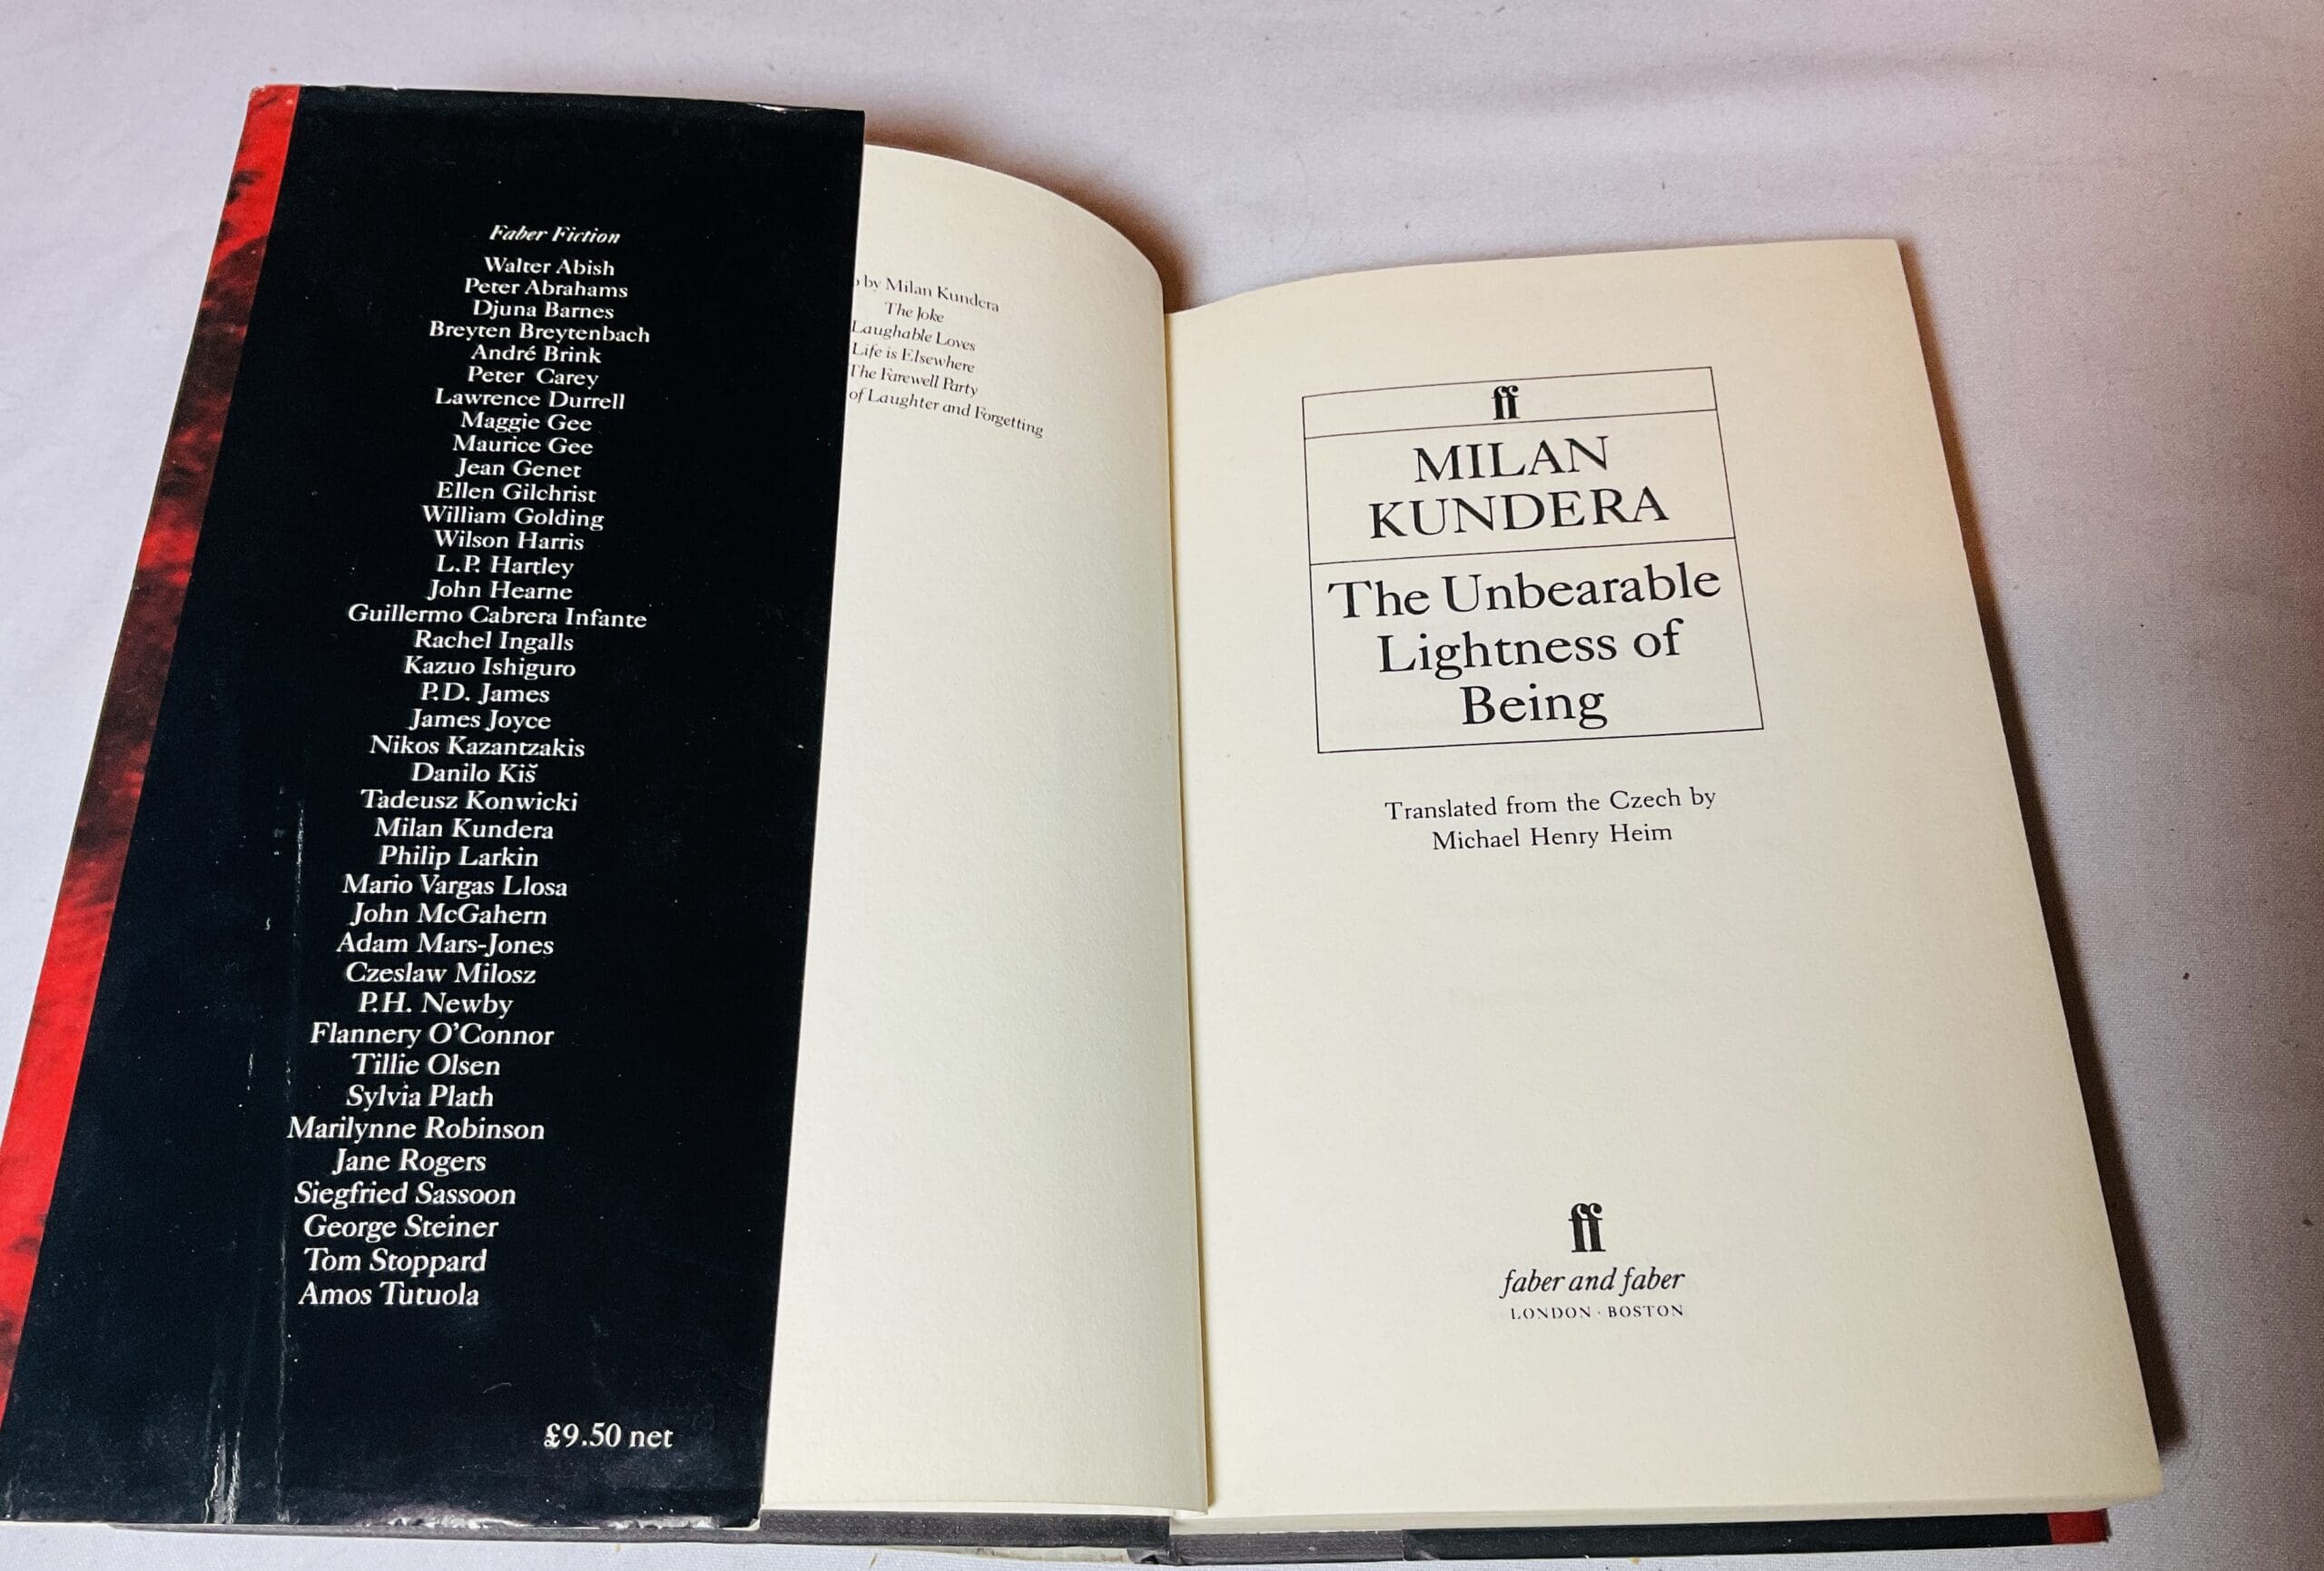 Faber Fiction
Walter Abish
Peter Abrahams
Djuna Barnes
Breyten Breytenbach
André Brink
Peter Carey
Lawrence Durrell
Maggie Gee
Maurice Gee
Jean Genet
Ellen Gilchrist
William Golding
Wilson Harris
L.P. Hartley
John Hearne
Guillermo Cabrera Infante
Rachel Ingalls
Kazuo Ishiguro
P.D. James
James Joyce
Nikos Kazantzakis
Danilo Kiš
Tadeusz Konwicki
Milan Kundera
Philip Larkin
Mario Vargas Llosa
John McGahern
Adam Mars-Jones
Czeslaw Milosz
P.H. Newby
Flannery O'Connor
Tillie Olsen
Sylvia Plath
Marilynne Robinson
Jane Rogers
Siegfried Sassoon
George Steiner
Tom Stoppard
Amos Tutuola
£9.50 net
by Milan Kundera
The Joke
Laughable Loves
Life is Elsewhere
The Farewell Party
of Laughter and Forgetting
ff
MILAN
KUNDERA
The Unbearable
Lightness of
Being
Translated from the Czech by
Michael Henry Heim
ff
faber and faber
LONDON · BOSTON